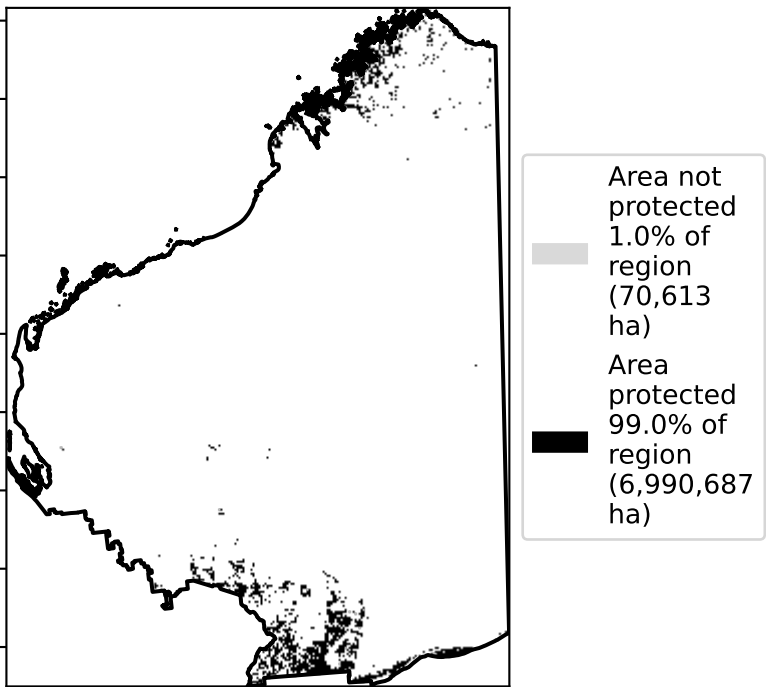 Area not
protected
1.0% of
region
(70,613
ha)
Area
protected
99.0% of
region
(6,990,687
ha)